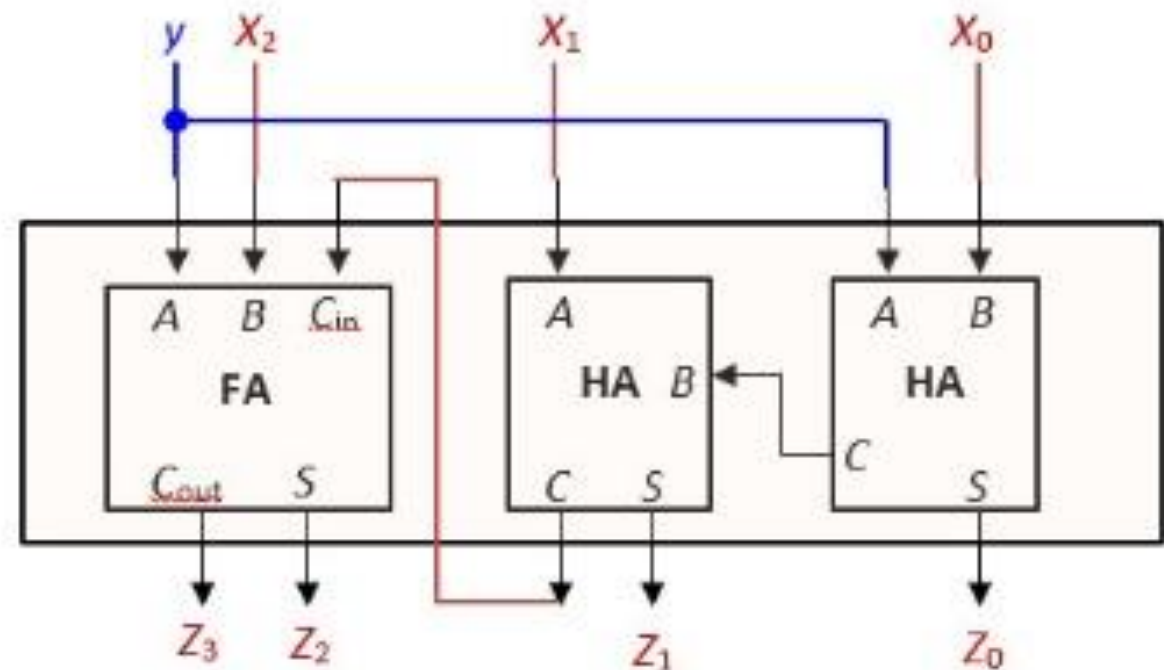 y X₂ X₁ X₀
A B Cin A A B
FA HA B HA
Cout S C S C S
Z₃ Z₂ Z₁ Z₀